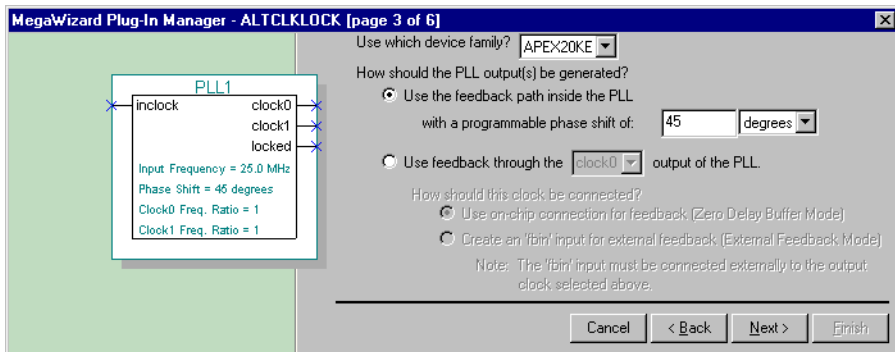 MegaWizard Plug-In Manager - ALTCLKLOCK [page 3 of 6]
Use which device family? APEX20KE
How should the PLL output(s) be generated?
Use the feedback path inside the PLL
with a programmable phase shift of: 45 degrees
Use feedback through the clock0 output of the PLL.
How should this clock be connected?
Use on-chip connection for feedback (Zero Delay Buffer Mode)
Create an 'fbin' input for external feedback (External Feedback Mode)
Note: The 'fbin' input must be connected externally to the output
clock selected above.
PLL1
inclock clock0
clock1
locked
Input Frequency = 25.0 MHz
Phase Shift = 45 degrees
Clock0 Freq. Ratio = 1
Clock1 Freq. Ratio = 1
Cancel < Back Next > Finish